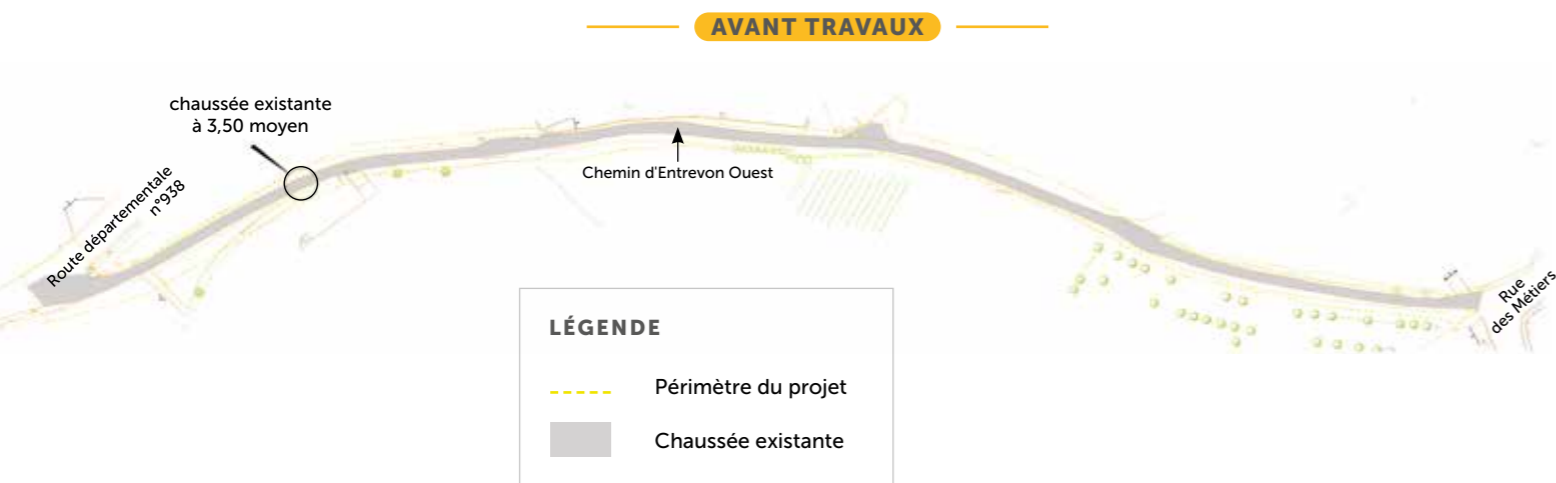 AVANT TRAVAUX
chaussée existante
à 3,50 moyen
Chemin d'Entrevon Ouest
Route départementale
n°938
Rue
des Métiers
LÉGENDE
Périmètre du projet
Chaussée existante